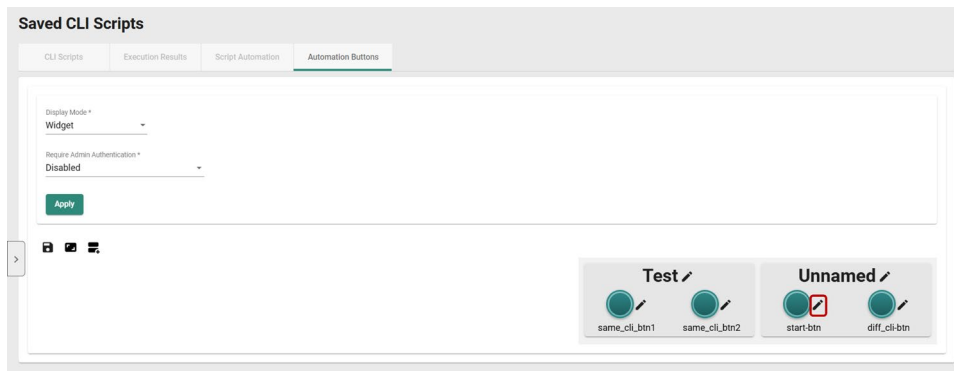 Saved CLI Scripts
CLI Scripts Execution Results Script Automation Automation Buttons
Display Mode *
Widget
Require Admin Authentication *
Disabled
Apply
Test Unnamed
same_cli_btn1 same_cli_btn2 start-btn diff_cli-btn